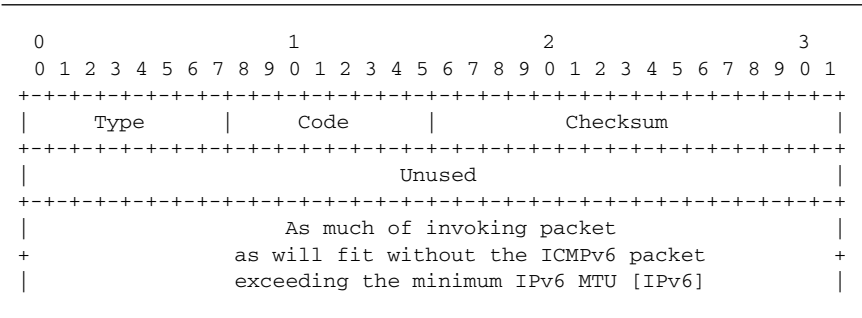 0                   1                   2                   3
0 1 2 3 4 5 6 7 8 9 0 1 2 3 4 5 6 7 8 9 0 1 2 3 4 5 6 7 8 9 0 1
+-+-+-+-+-+-+-+-+-+-+-+-+-+-+-+-+-+-+-+-+-+-+-+-+-+-+-+-+-+-+-+-+
|     Type      |     Code      |          Checksum             |
+-+-+-+-+-+-+-+-+-+-+-+-+-+-+-+-+-+-+-+-+-+-+-+-+-+-+-+-+-+-+-+-+
|                             Unused                            |
+-+-+-+-+-+-+-+-+-+-+-+-+-+-+-+-+-+-+-+-+-+-+-+-+-+-+-+-+-+-+-+-+
|                    As much of invoking packet                 |
+                as will fit without the ICMPv6 packet          +
|                exceeding the minimum IPv6 MTU [IPv6]          |